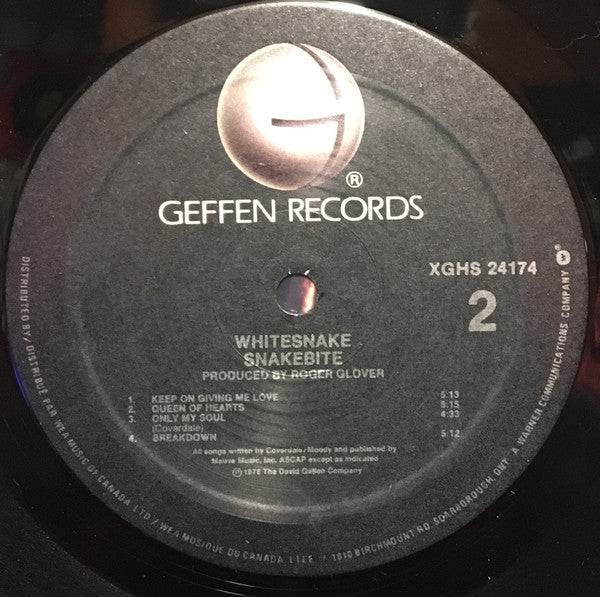 ®
GEFFEN RECORDS
XGHS 24174
2
WHITESNAKE
SNAKEBITE
PRODUCED BY ROGER GLOVER
1. KEEP ON GIVING ME LOVE 5:13
2. QUEEN OF HEARTS 5:15
3. ONLY MY SOUL 4:33
(Coverdale)
4. BREAKDOWN 5:12
All songs written by Coverdale/Moody and published by
Music, Inc. ASCAP except as indicated
℗ 1978 The David Geffen Company
DISTRIBUTED BY/DISTRIBUÉ PAR WEA MUSIC OF CANADA LTD/WEA MUSIQUE DU CANADA LTEE / 1810 BIRCHMOUNT RD. SCARBOROUGH, ONT. A WARNER COMMUNICATIONS COMPANY ®